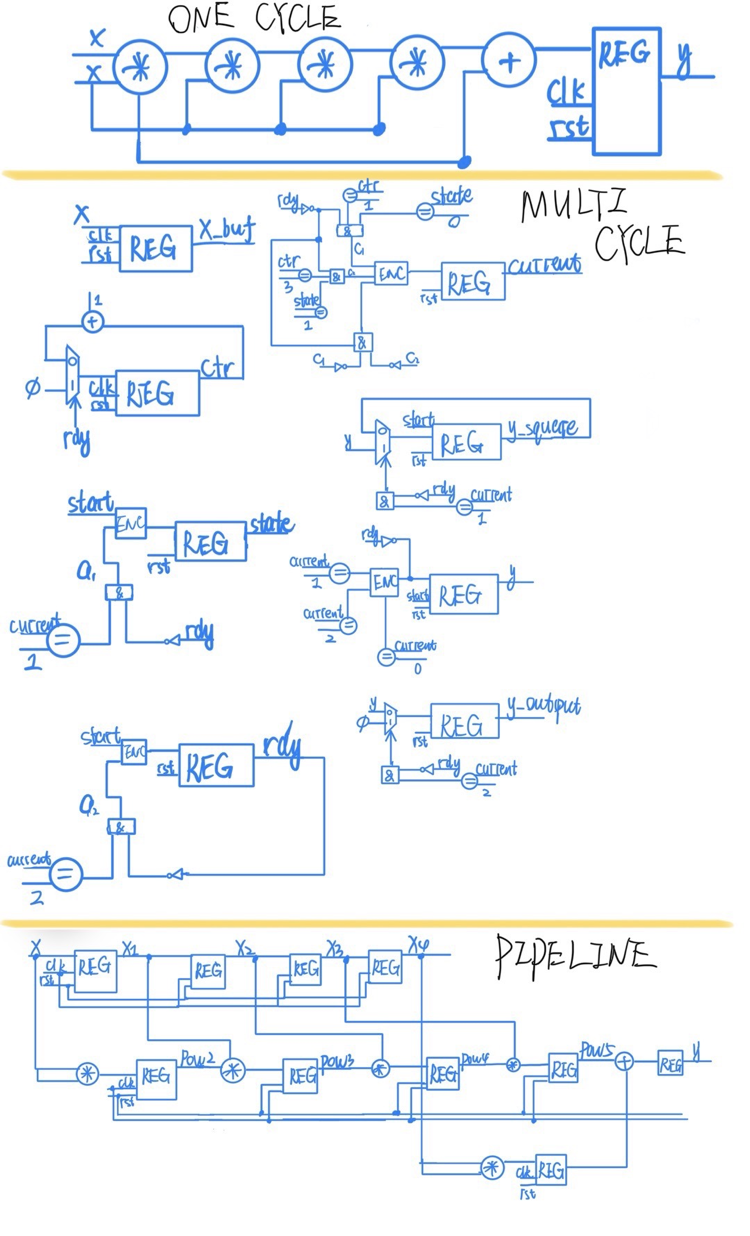 ONE CYCLE
X
X
* * * * +
REG
y
clk
rst
MULTI
CYCLE
X
clk
rst
REG
X_buf
1
+
0
1
Ø
clk
rst
REG
ctr
rdy
start
ENC
REG
state
rst
a1
&
current
=
1
rdy
start
ENC
REG
rdy
rst
a2
&
current
=
2
rdy
ctr
=
1
state
=
0
&
C1
ctr
=
3
&
state
=
1
ENC
REG
current
rst
&
C1
y
0
1
start
REG
y_square
rst
&
rdy
current
=
1
rdy
current
=
1
ENC
REG
y
start
rst
current
=
2
=
current
0
y
Ø
REG
y_output
rst
&
rdy
current
=
2
PIPELINE
X
clk
rst
REG
X1
REG
X2
REG
X3
REG
X4
*
clk
rst
REG
Pow2
*
REG
pow3
*
REG
pow4
*
REG
Pow5
+
REG
y
*
clk
rst
REG